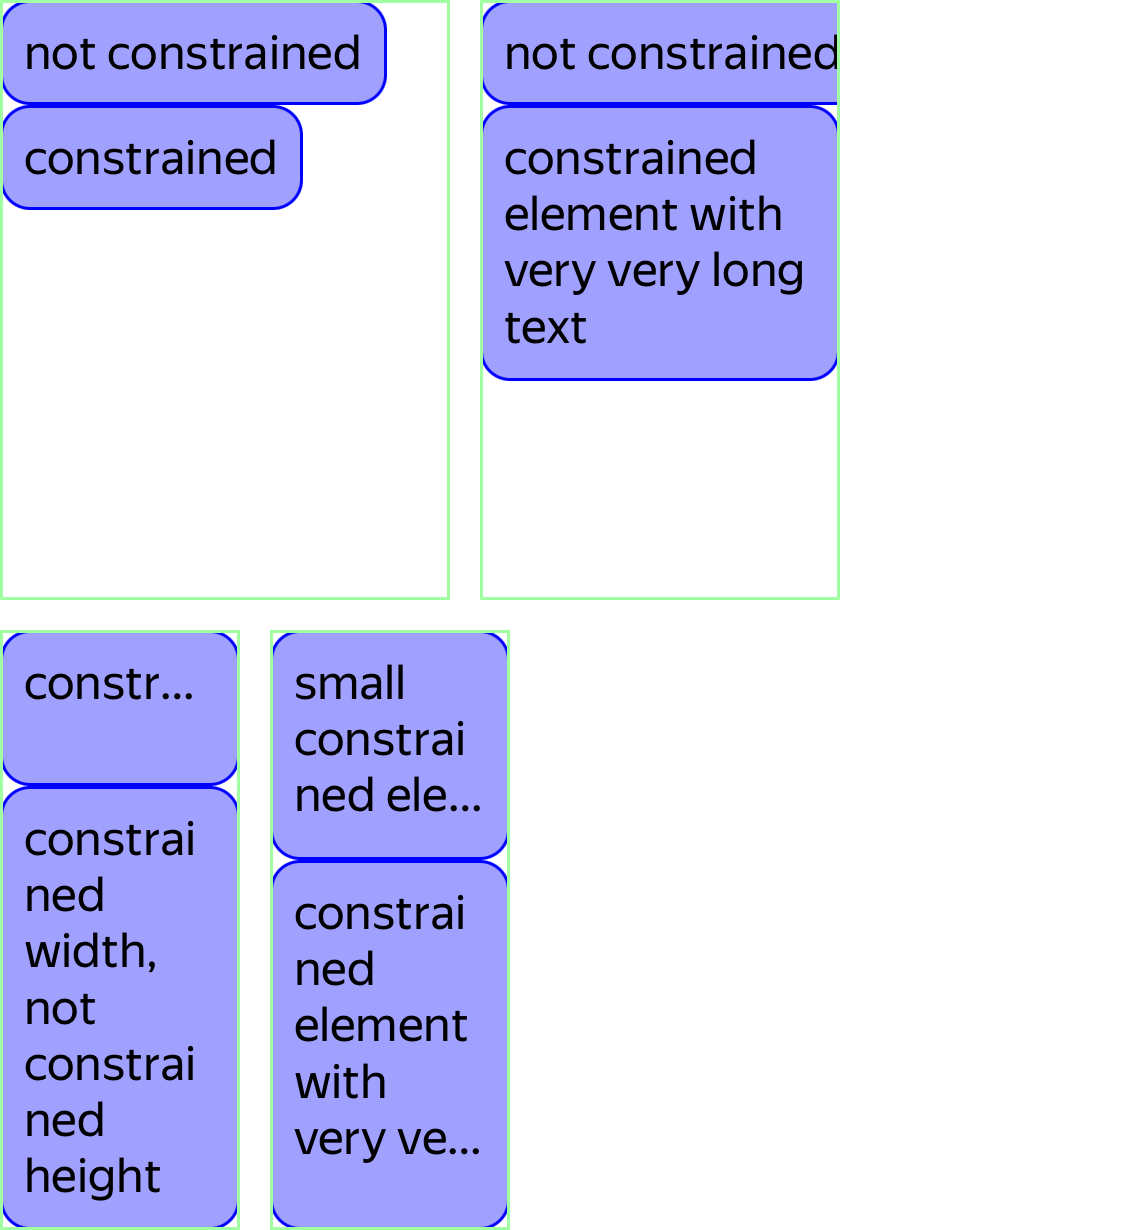 not constrained
constrained
not constrained
constrained
element with
very very long
text
constr...
constrai
ned
width,
not
constrai
ned
height
small
constrai
ned ele...
constrai
ned
element
with
very ve...